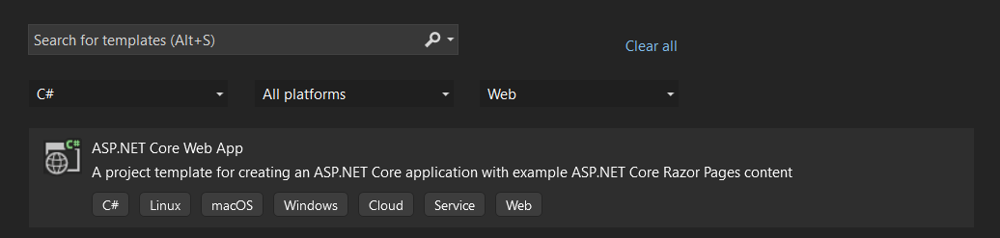 Search for templates (Alt+S)
Clear all
C#
All platforms
Web
C#
ASP.NET Core Web App
A project template for creating an ASP.NET Core application with example ASP.NET Core Razor Pages content
C# Linux macOS Windows Cloud Service Web